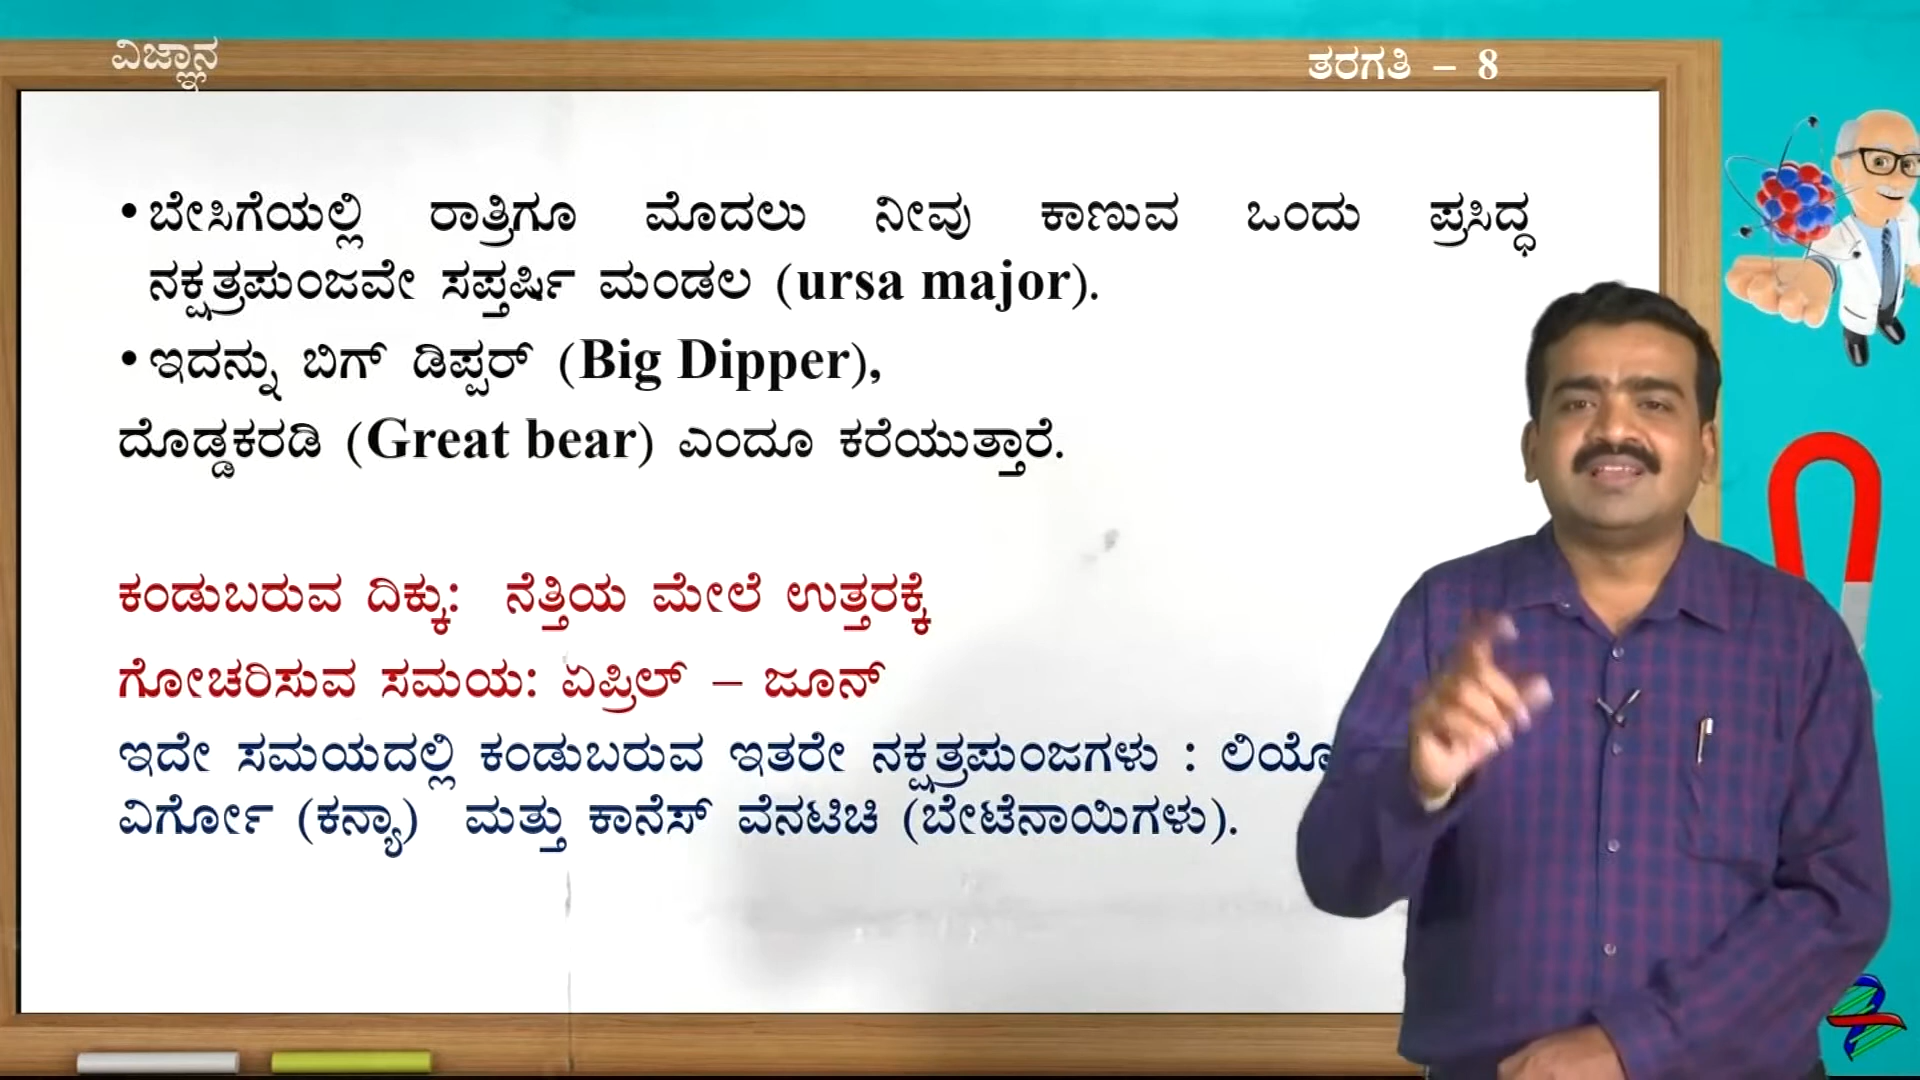 ವಿಜ್ಞಾನ
ತರಗತಿ – 8
• ಬೇಸಿಗೆಯಲ್ಲಿ ರಾತ್ರಿಗೂ ಮೊದಲು ನೀವು ಕಾಣುವ ಒಂದು ಪ್ರಸಿದ್ಧ
ನಕ್ಷತ್ರಪುಂಜವೇ ಸಪ್ತರ್ಷಿ ಮಂಡಲ (ursa major).
• ಇದನ್ನು ಬಿಗ್ ಡಿಪ್ಪರ್ (Big Dipper),
ದೊಡ್ಡಕರಡಿ (Great bear) ಎಂದೂ ಕರೆಯುತ್ತಾರೆ.
ಕಂಡುಬರುವ ದಿಕ್ಕು: ನೆತ್ತಿಯ ಮೇಲೆ ಉತ್ತರಕ್ಕೆ
ಗೋಚರಿಸುವ ಸಮಯ: ಏಪ್ರಿಲ್ – ಜೂನ್
ಇದೇ ಸಮಯದಲ್ಲಿ ಕಂಡುಬರುವ ಇತರೇ ನಕ್ಷತ್ರಪುಂಜಗಳು :
ವಿರ್ಗೋ (ಕನ್ಯಾ) ಮತ್ತು ಕಾನೆಸ್ ವೆನಟಿಚಿ (ಬೇಟೆನಾಯಿಗಳು).